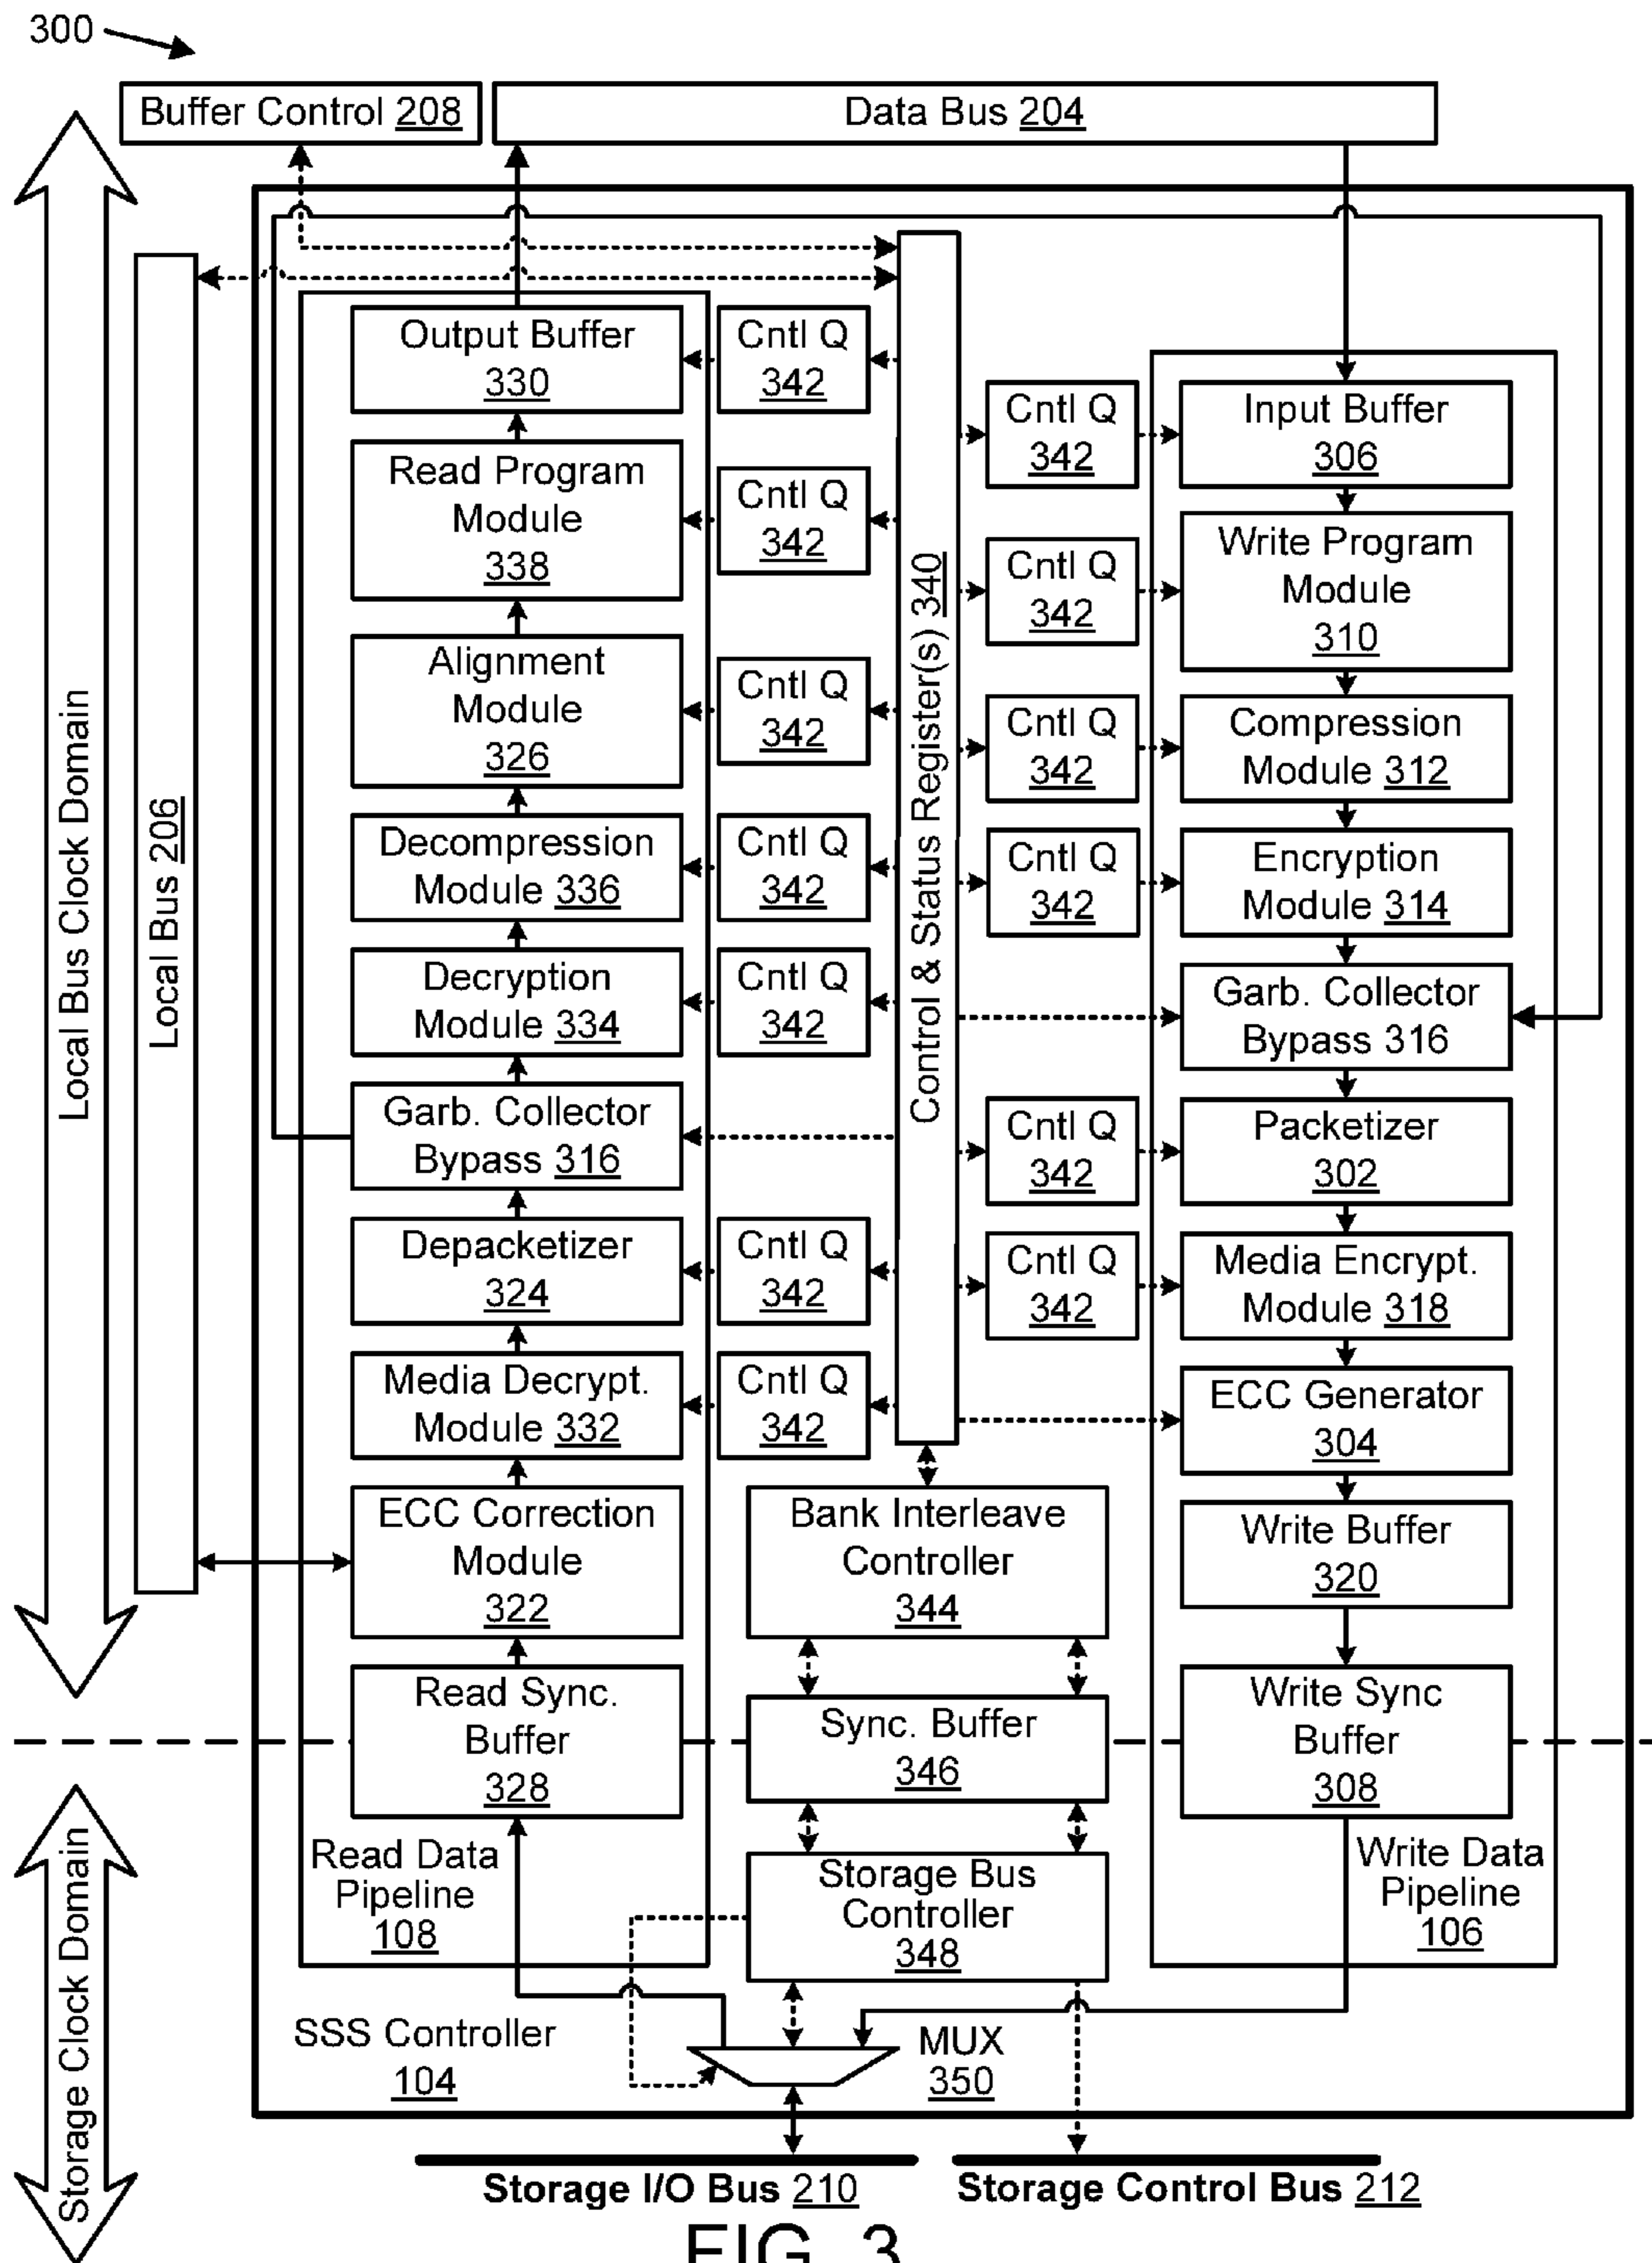 300
Buffer Control 208
Data Bus 204
Local Bus Clock Domain
Local Bus 206
Output Buffer
330
Cntl Q
342
Read Program
Module
338
Cntl Q
342
Alignment
Module
326
Cntl Q
342
Decompression
Module 336
Cntl Q
342
Decryption
Module 334
Cntl Q
342
Garb. Collector
Bypass 316
Depacketizer
324
Cntl Q
342
Media Decrypt.
Module 332
Cntl Q
342
ECC Correction
Module
322
Read Sync.
Buffer
328
Read Data
Pipeline
108
Control & Status Register(s) 340
Bank Interleave
Controller
344
Sync. Buffer
346
Storage Bus
Controller
348
Cntl Q
342
Input Buffer
306
Cntl Q
342
Write Program
Module
310
Cntl Q
342
Compression
Module 312
Cntl Q
342
Encryption
Module 314
Garb. Collector
Bypass 316
Cntl Q
342
Packetizer
302
Cntl Q
342
Media Encrypt.
Module 318
ECC Generator
304
Write Buffer
320
Write Sync
Buffer
308
Write Data
Pipeline
106
Storage Clock Domain
SSS Controller
104
MUX
350
Storage I/O Bus 210
Storage Control Bus 212
FIG. 3